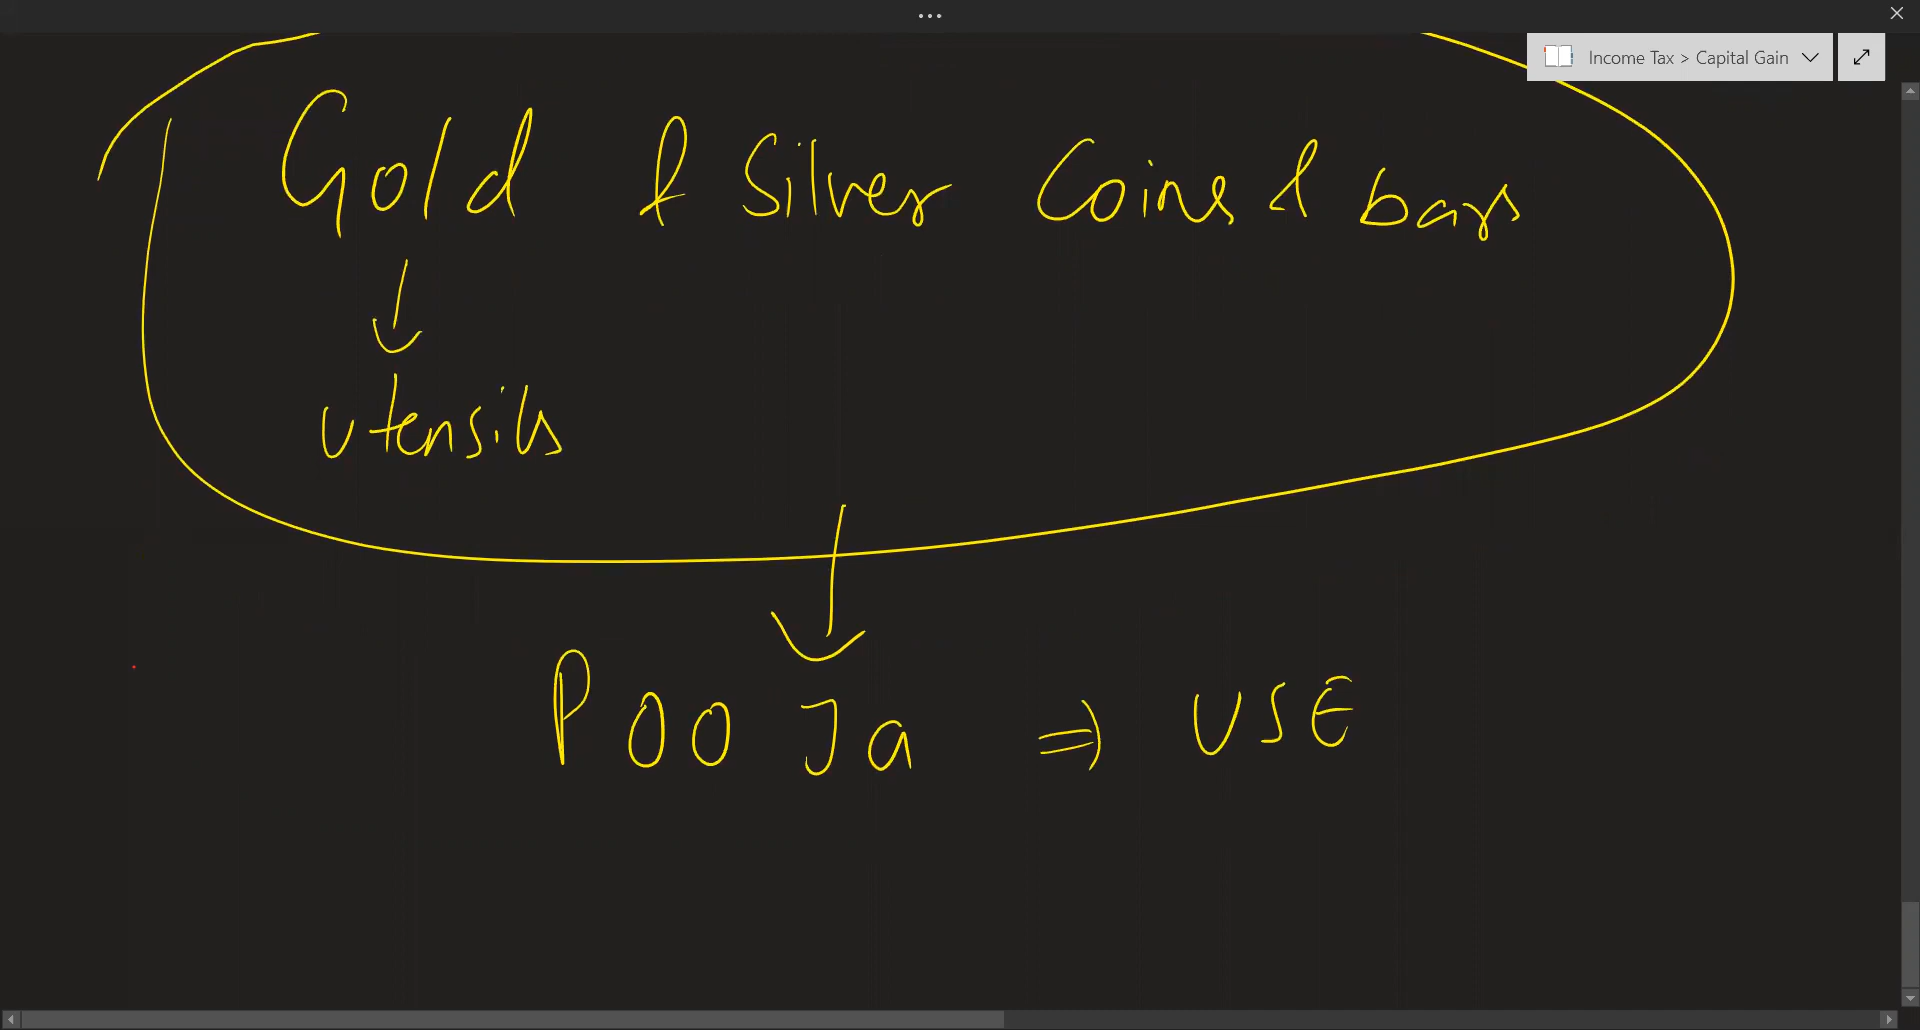 Income Tax > Capital Gain
Gold & Silver Coins & bars
utensils
POOJa ⇒ USE